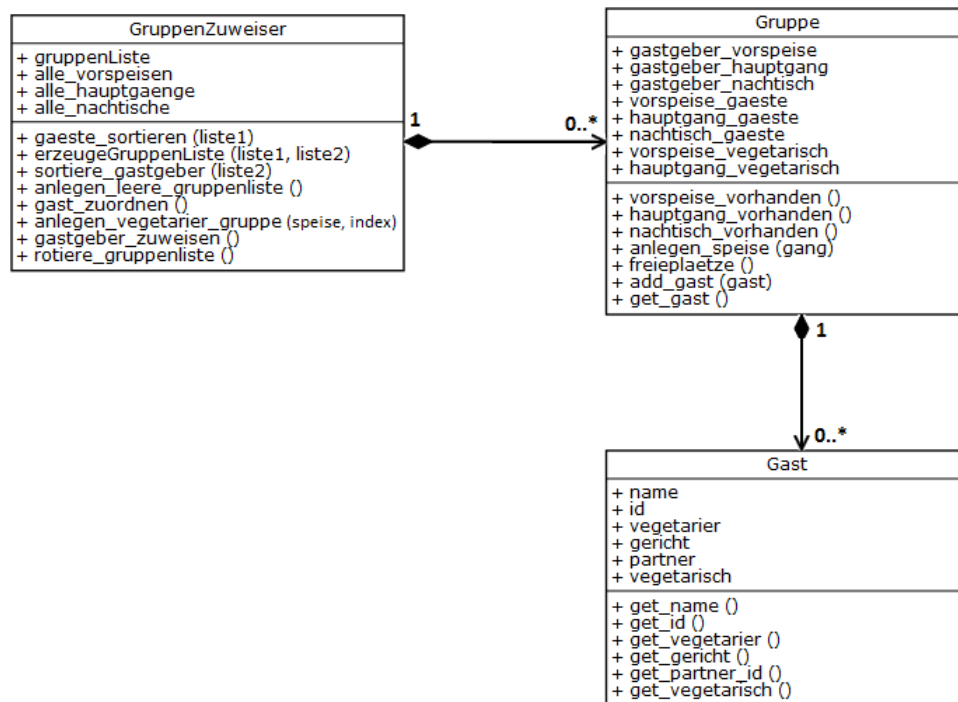 GruppenZuweiser
+ gruppenListe
+ alle_vorspeisen
+ alle_hauptgaenge
+ alle_nachtische
+ gaeste_sortieren (liste1)
+ erzeugeGruppenListe (liste1, liste2)
+ sortiere_gastgeber (liste2)
+ anlegen_leere_gruppenliste ()
+ gast_zuordnen ()
+ anlegen_vegetarier_gruppe (speise, index)
+ gastgeber_zuweisen ()
+ rotiere_gruppenliste ()
1
0..*
Gruppe
+ gastgeber_vorspeise
+ gastgeber_hauptgang
+ gastgeber_nachtisch
+ vorspeise_gaeste
+ hauptgang_gaeste
+ nachtisch_gaeste
+ vorspeise_vegetarisch
+ hauptgang_vegetarisch
+ vorspeise_vorhanden ()
+ hauptgang_vorhanden ()
+ nachtisch_vorhanden ()
+ anlegen_speise (gang)
+ freieplaetze ()
+ add_gast (gast)
+ get_gast ()
1
0..*
Gast
+ name
+ id
+ vegetarier
+ gericht
+ partner
+ vegetarisch
+ get_name ()
+ get_id ()
+ get_vegetarier ()
+ get_gericht ()
+ get_partner_id ()
+ get_vegetarisch ()